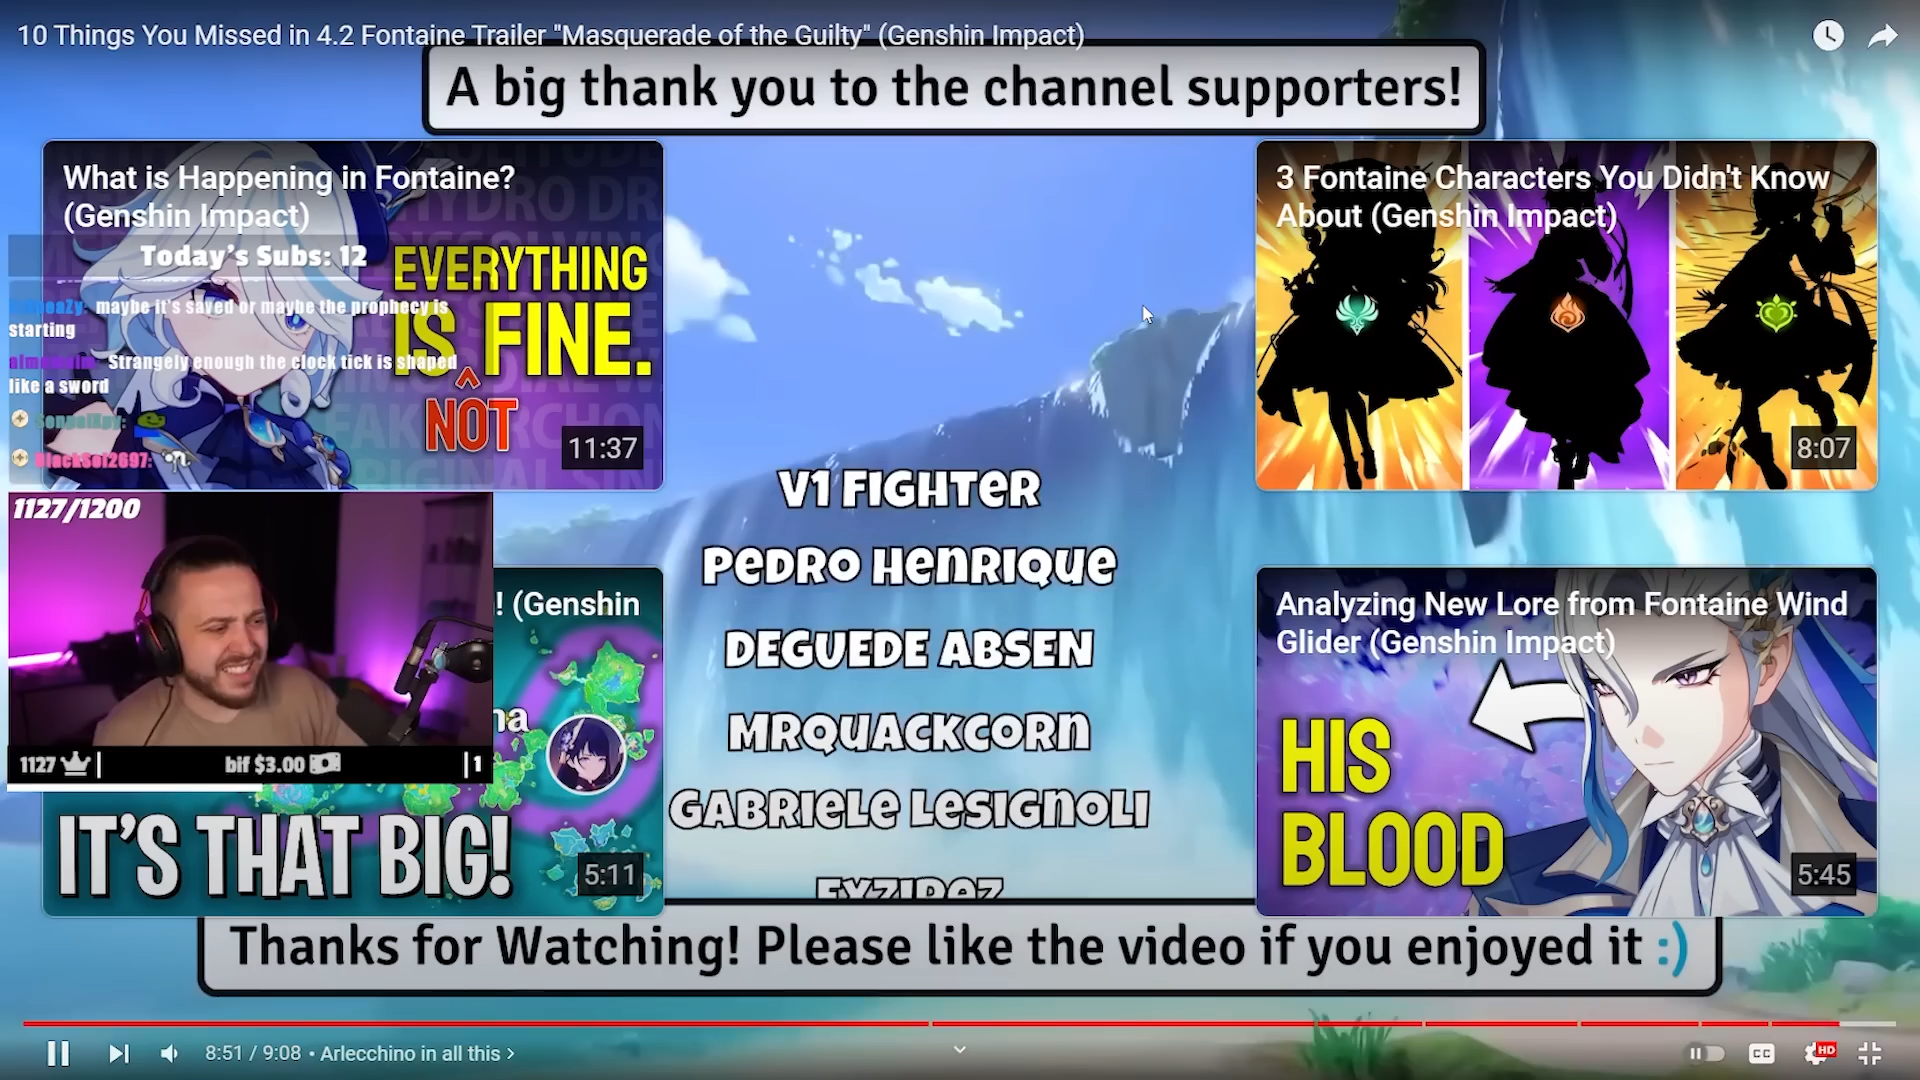 10 Things You Missed in 4.2 Fontaine Trailer "Masquerade of the Guilty" (Genshin Impact)
A big thank you to the channel supporters!
What is Happening in Fontaine?
(Genshin Impact)
Today's Subs: 12
EVERYTHING
IS FINE.
^
NOT
11:37
maybe it's saved or maybe the prophecy is
starting
Strangely enough the clock tick is shaped
like a sword
BlackSol2697:
3 Fontaine Characters You Didn't Know
About (Genshin Impact)
8:07
1127/1200
V1 FIGHTER
PEDRO HENRIQUE
DEGUEDE ABSEN
MRQUACKCORN
GABRIELE LESIGNOLI
! (Genshin
na
1127
bif $3.00
1
IT'S THAT BIG!
5:11
Analyzing New Lore from Fontaine Wind
Glider (Genshin Impact)
HIS
BLOOD
5:45
Thanks for Watching! Please like the video if you enjoyed it :)
8:51 / 9:08 • Arlecchino in all this >
CC
HD